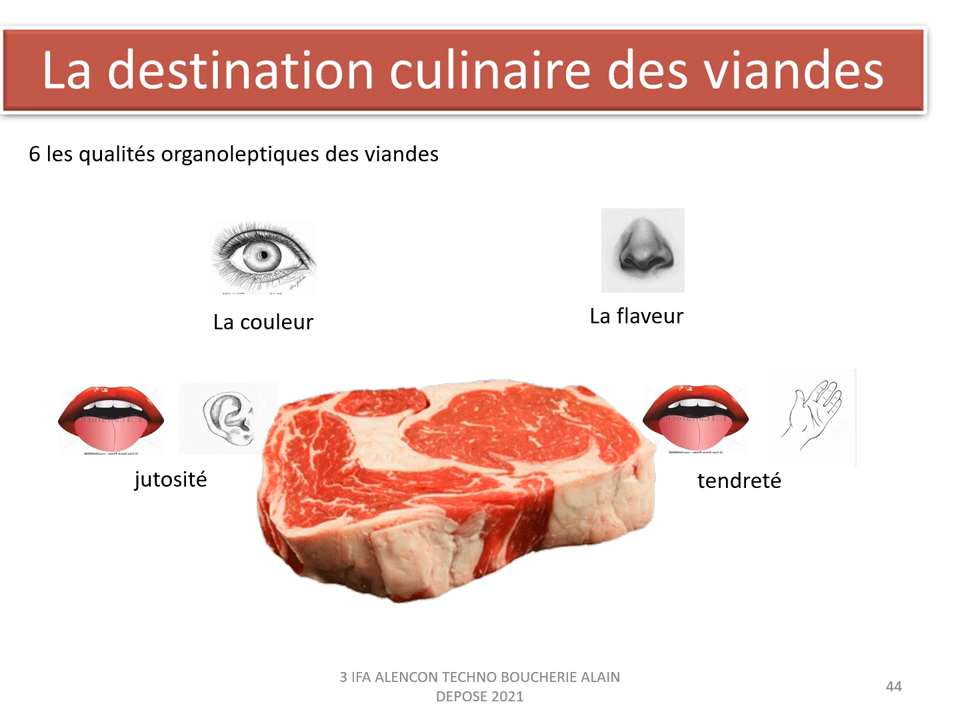 La destination culinaire des viandes
6 les qualités organoleptiques des viandes
La couleur
La flaveur
jutosité
tendreté
3 IFA ALENCON TECHNO BOUCHERIE ALAIN
DEPOSE 2021
44